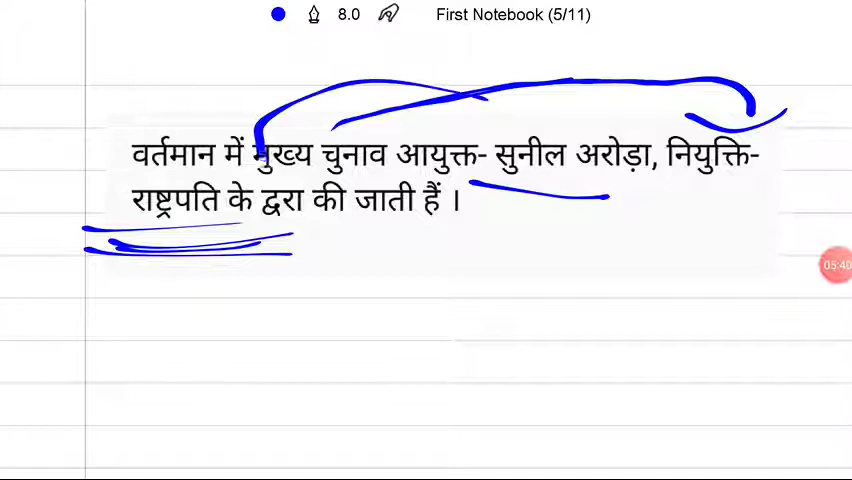 8.0 First Notebook (5/11)
वर्तमान में मुख्य चुनाव आयुक्त- सुनील अरोड़ा, नियुक्ति-
राष्ट्रपति के द्वरा की जाती हैं ।
05:40